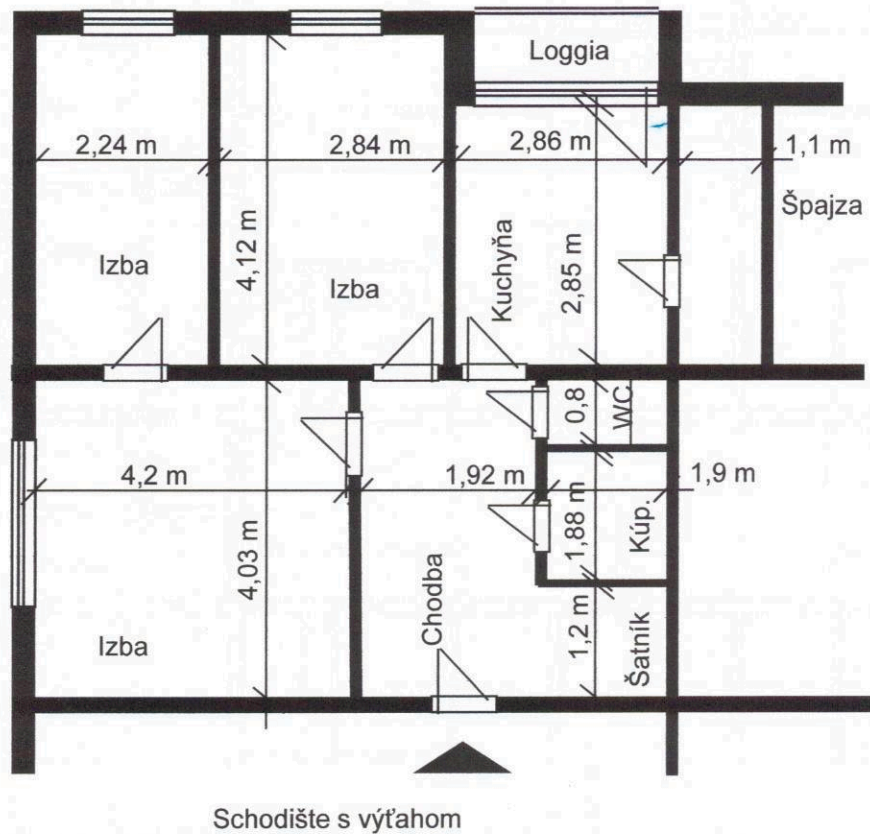 Loggia
2,24 m
2,84 m
2,86 m
1,1 m
Špajza
4,12 m
Izba
Izba
Kuchyňa
2,85 m
0,8
WC.
4,2 m
1,92 m
1,9 m
4,03 m
1,88 m
Kúp.
Chodba
Izba
1,2 m
Šatník
Schodište s výťahom